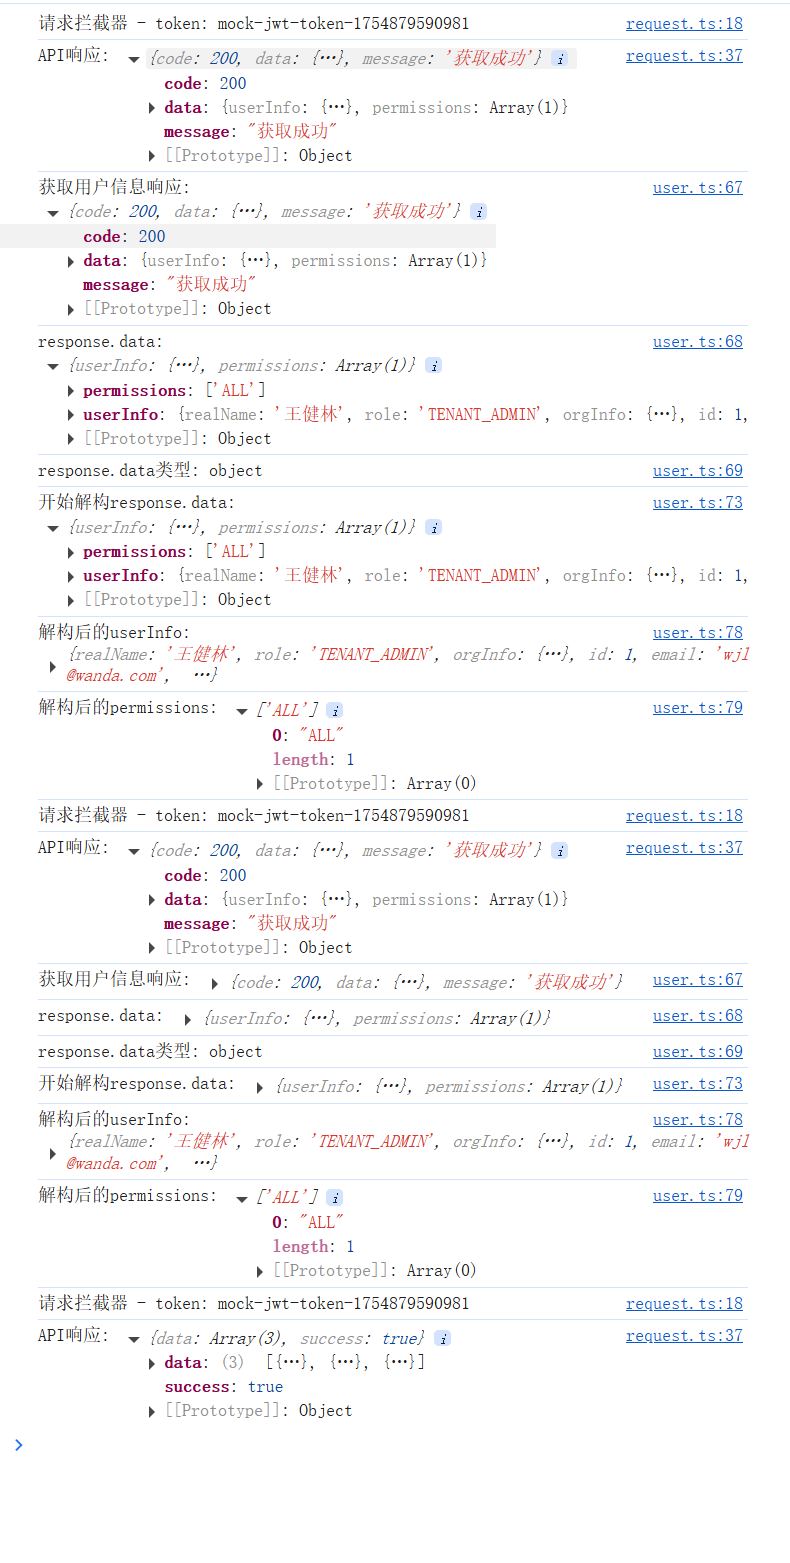 请求拦截器 - token: mock-jwt-token-1754879590981 request.ts:18
API响应: ▼ {code: 200, data: {…}, message: '获取成功'} i request.ts:37
code: 200
▶ data: {userInfo: {…}, permissions: Array(1)}
message: "获取成功"
▶ [[Prototype]]: Object
获取用户信息响应: user.ts:67
▼ {code: 200, data: {…}, message: '获取成功'} i
code: 200
▶ data: {userInfo: {…}, permissions: Array(1)}
message: "获取成功"
▶ [[Prototype]]: Object
response.data: user.ts:68
▼ {userInfo: {…}, permissions: Array(1)} i
▶ permissions: ['ALL']
▶ userInfo: {realName: '王健林', role: 'TENANT_ADMIN', orgInfo: {…}, id: 1,
▶ [[Prototype]]: Object
response.data类型: object user.ts:69
开始解构response.data: user.ts:73
▼ {userInfo: {…}, permissions: Array(1)} i
▶ permissions: ['ALL']
▶ userInfo: {realName: '王健林', role: 'TENANT_ADMIN', orgInfo: {…}, id: 1,
▶ [[Prototype]]: Object
解构后的userInfo: user.ts:78
▶ {realName: '王健林', role: 'TENANT_ADMIN', orgInfo: {…}, id: 1, email: 'wjl
@wanda.com', …}
解构后的permissions: ▼ ['ALL'] i user.ts:79
0: "ALL"
length: 1
▶ [[Prototype]]: Array(0)
请求拦截器 - token: mock-jwt-token-1754879590981 request.ts:18
API响应: ▼ {code: 200, data: {…}, message: '获取成功'} i request.ts:37
code: 200
▶ data: {userInfo: {…}, permissions: Array(1)}
message: "获取成功"
▶ [[Prototype]]: Object
获取用户信息响应: ▶ {code: 200, data: {…}, message: '获取成功'} user.ts:67
response.data: ▶ {userInfo: {…}, permissions: Array(1)} user.ts:68
response.data类型: object user.ts:69
开始解构response.data: ▶ {userInfo: {…}, permissions: Array(1)} user.ts:73
解构后的userInfo: user.ts:78
▶ {realName: '王健林', role: 'TENANT_ADMIN', orgInfo: {…}, id: 1, email: 'wjl
@wanda.com', …}
解构后的permissions: ▼ ['ALL'] i user.ts:79
0: "ALL"
length: 1
▶ [[Prototype]]: Array(0)
请求拦截器 - token: mock-jwt-token-1754879590981 request.ts:18
API响应: ▼ {data: Array(3), success: true} i request.ts:37
▶ data: (3) [{…}, {…}, {…}]
success: true
▶ [[Prototype]]: Object